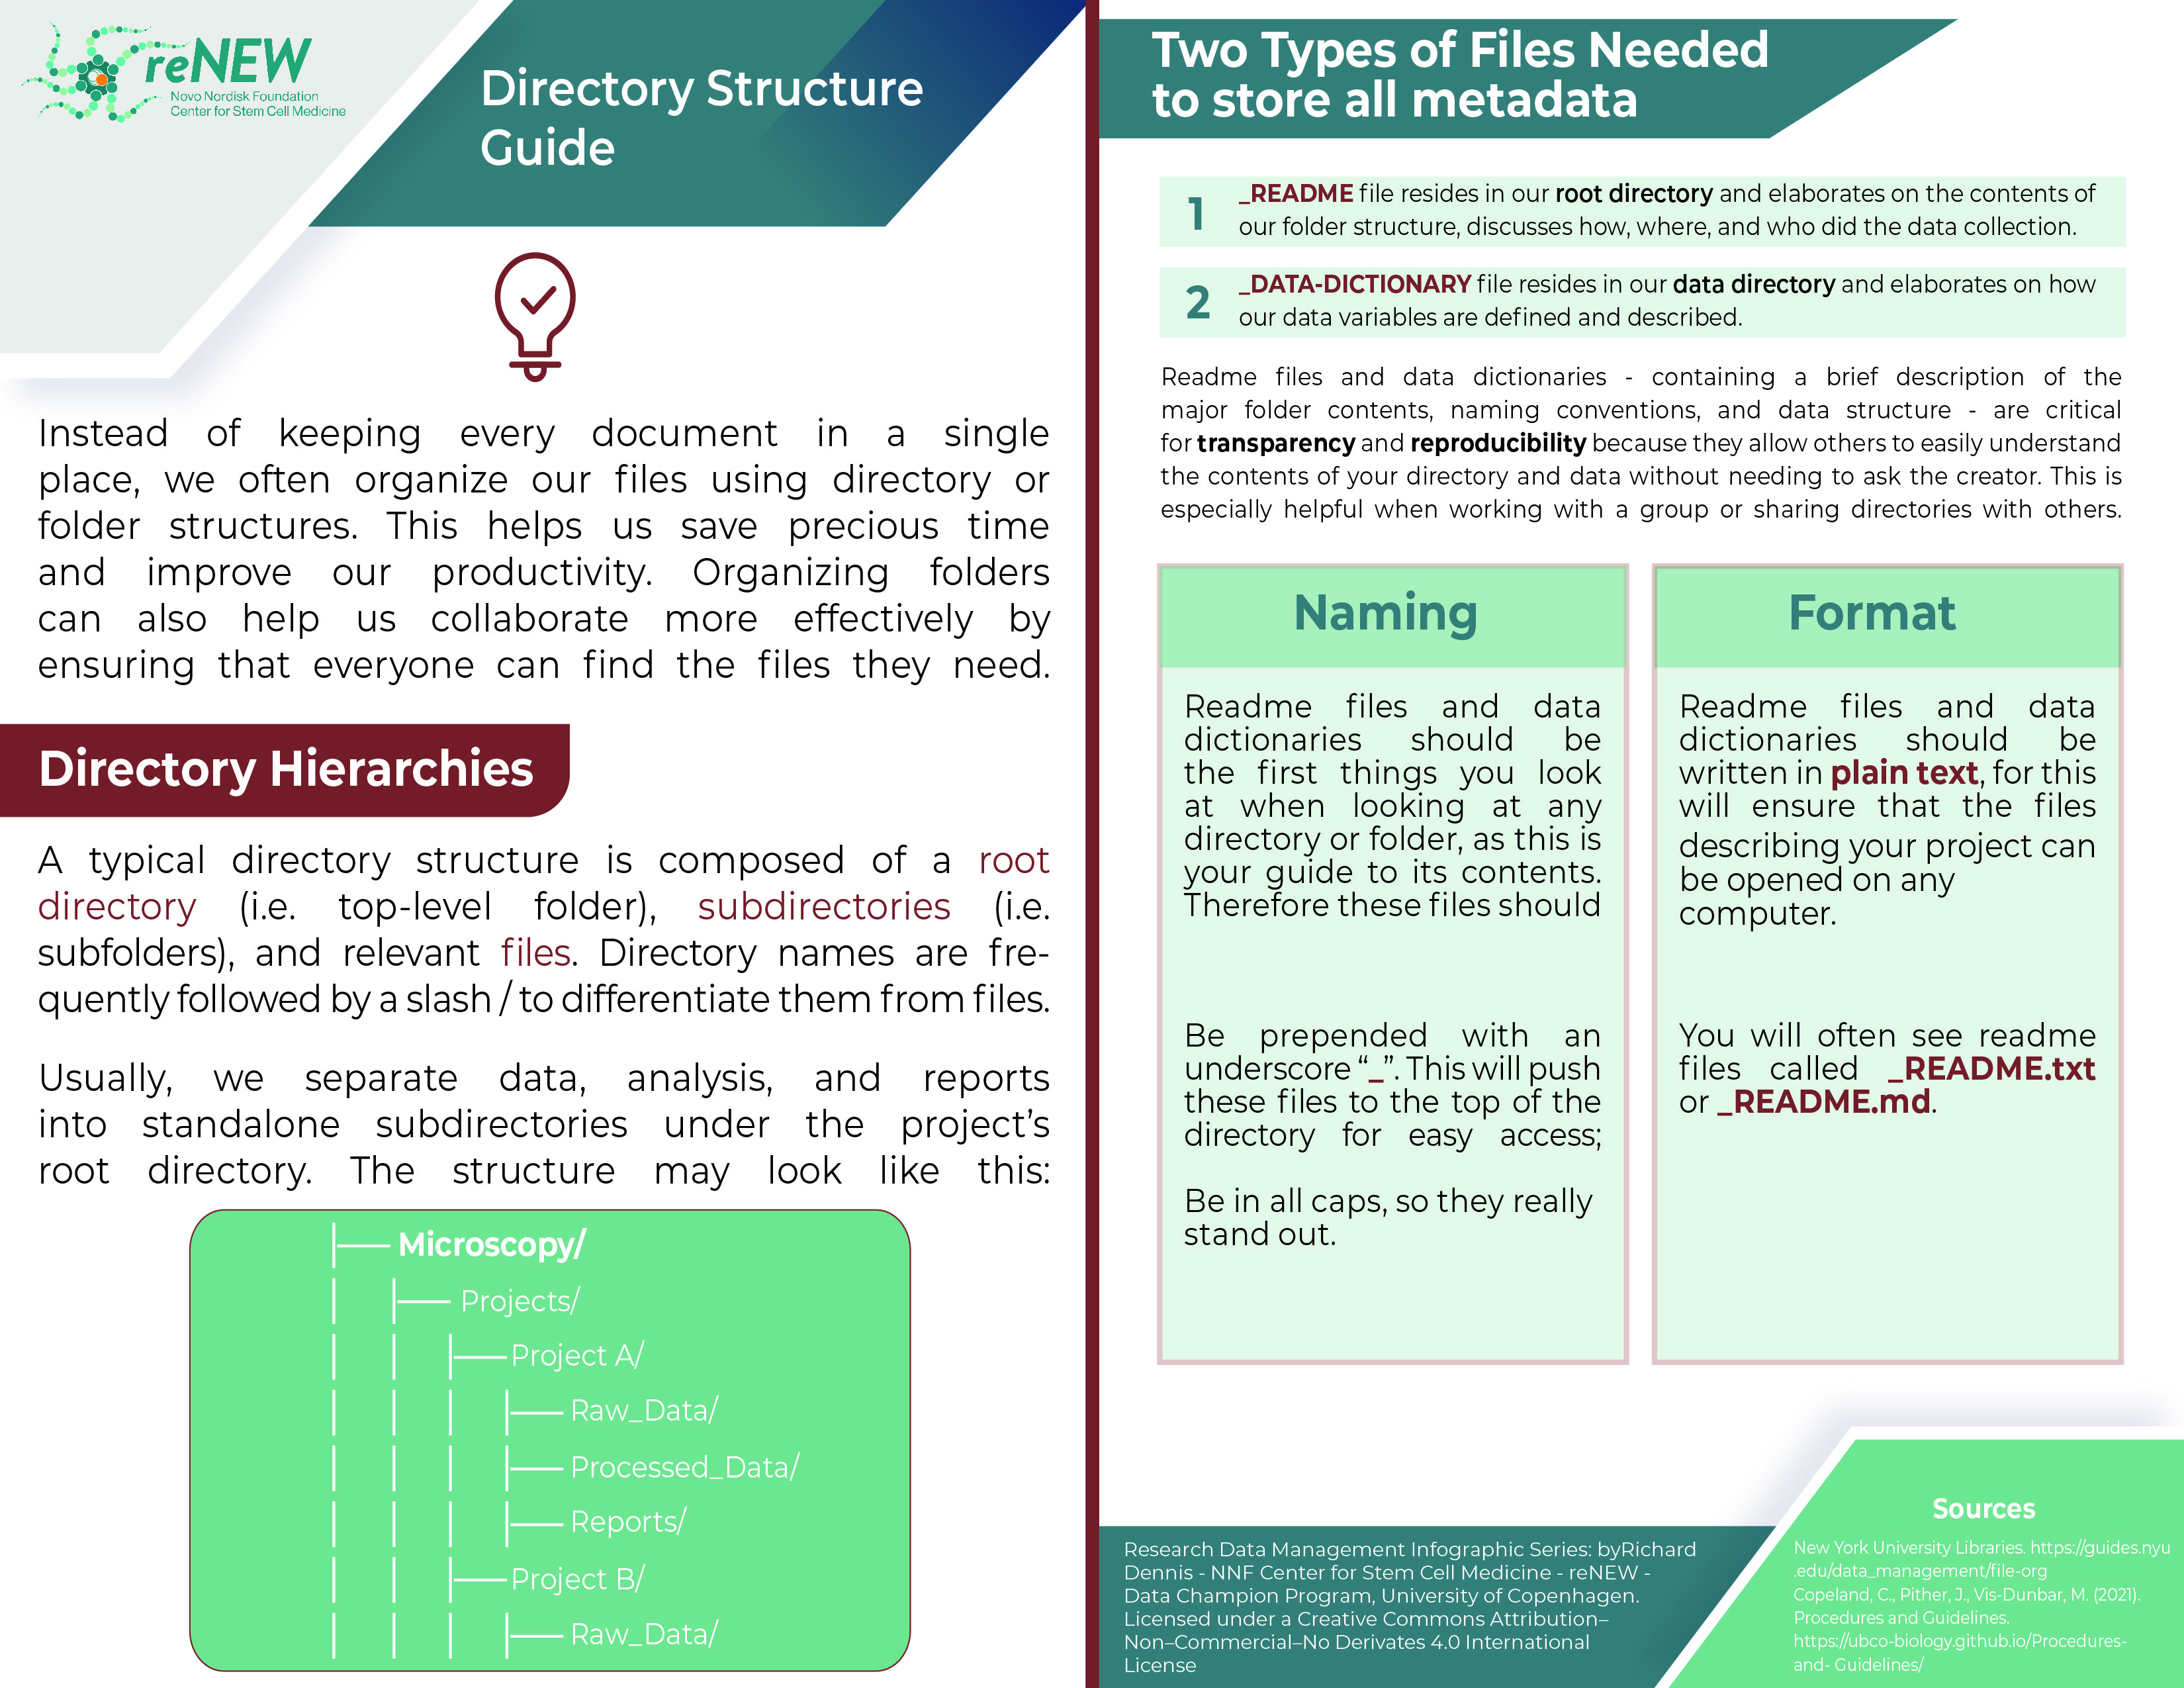 reNEW
Novo Nordisk Foundation
Center for Stem Cell Medicine
Directory Structure
Guide
Instead of keeping every document in a single
place, we often organize our files using directory or
folder structures. This helps us save precious time
and improve our productivity. Organizing folders
can also help us collaborate more effectively by
ensuring that everyone can find the files they need.
Directory Hierarchies
A typical directory structure is composed of a root
directory (i.e. top-level folder), subdirectories (i.e.
subfolders), and relevant files. Directory names are fre-
quently followed by a slash / to differentiate them from files.
Usually, we separate data, analysis, and reports
into standalone subdirectories under the project's
root directory. The structure may look like this:
Microscopy/
Projects/
Project A/
Raw_Data/
Processed_Data/
Reports/
Project B/
Raw_Data/
Two Types of Files Needed
to store all metadata
1
_README file resides in our root directory and elaborates on the contents of
our folder structure, discusses how, where, and who did the data collection.
2
_DATA-DICTIONARY file resides in our data directory and elaborates on how
our data variables are defined and described.
Readme files and data dictionaries - containing a brief description of the
major folder contents, naming conventions, and data structure - are critical
for transparency and reproducibility because they allow others to easily understand
the contents of your directory and data without needing to ask the creator. This is
especially helpful when working with a group or sharing directories with others.
Naming
Readme files and data
dictionaries should be
the first things you look
at when looking at any
directory or folder, as this is
your guide to its contents.
Therefore these files should
Be prepended with an
underscore “_”. This will push
these files to the top of the
directory for easy access;
Be in all caps, so they really
stand out.
Format
Readme files and data
dictionaries should be
written in plain text, for this
will ensure that the files
describing your project can
be opened on any
computer.
You will often see readme
files called _README.txt
or _README.md.
Research Data Management Infographic Series: byRichard
Dennis - NNF Center for Stem Cell Medicine - reNEW -
Data Champion Program, University of Copenhagen.
Licensed under a Creative Commons Attribution–
Non–Commercial–No Derivates 4.0 International
License
Sources
New York University Libraries. https://guides.nyu
.edu/data_management/file-org
Copeland, C., Pither, J., Vis-Dunbar, M. (2021).
Procedures and Guidelines.
https://ubco-biology.github.io/Procedures-
and- Guidelines/